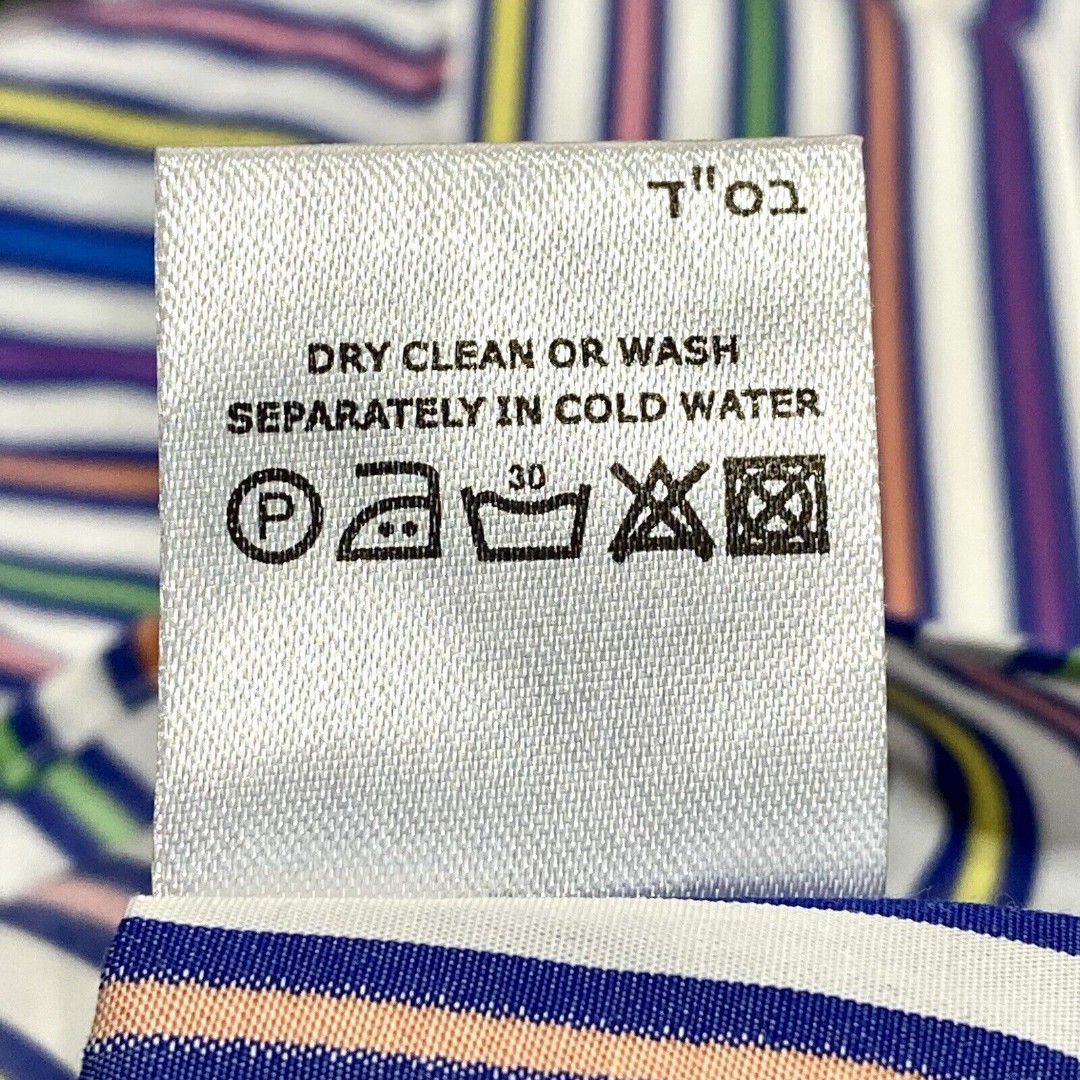 בס"ד
DRY CLEAN OR WASH
SEPARATELY IN COLD WATER
P 30